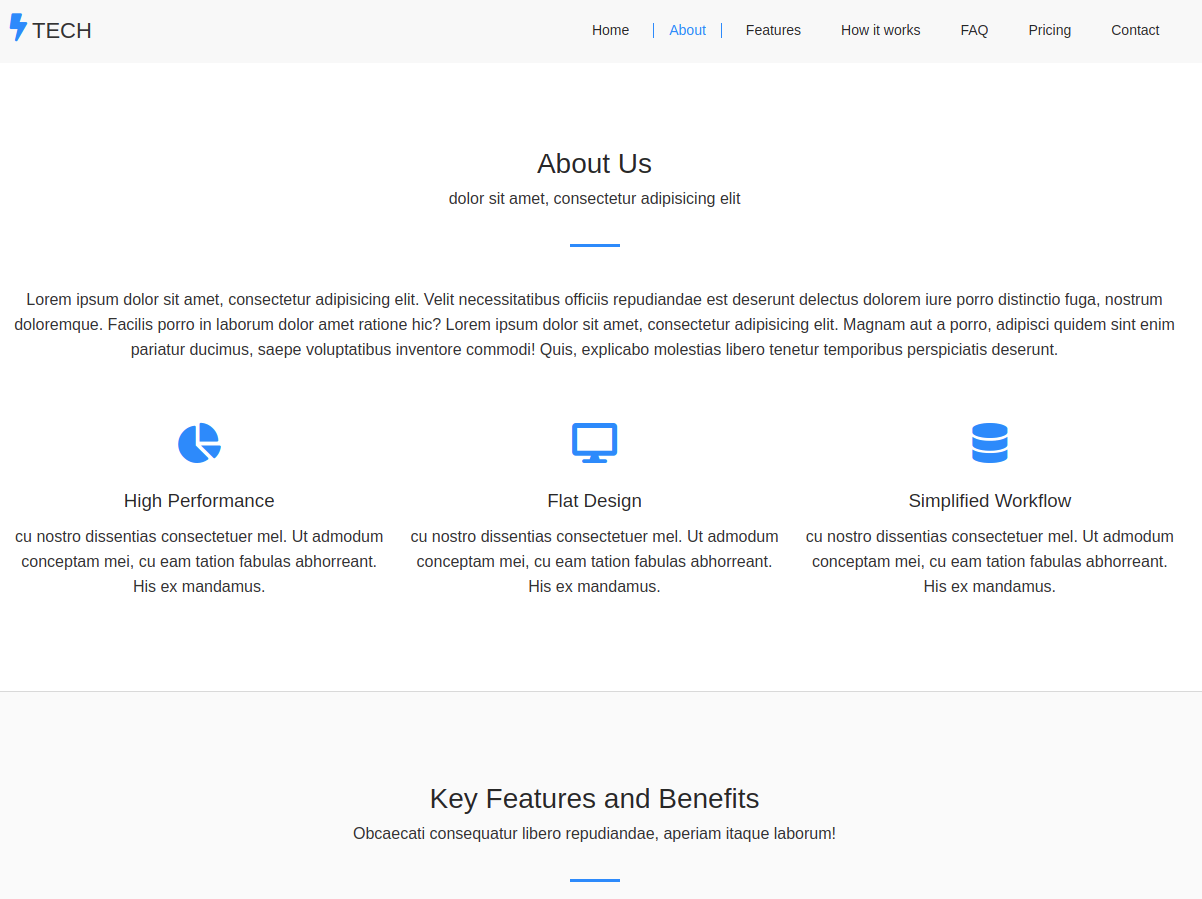 TECH
Home About Features How it works FAQ Pricing Contact
About Us
dolor sit amet, consectetur adipisicing elit
Lorem ipsum dolor sit amet, consectetur adipisicing elit. Velit necessitatibus officiis repudiandae est deserunt delectus dolorem iure porro distinctio fuga, nostrum
doloremque. Facilis porro in laborum dolor amet ratione hic? Lorem ipsum dolor sit amet, consectetur adipisicing elit. Magnam aut a porro, adipisci quidem sint enim
pariatur ducimus, saepe voluptatibus inventore commodi! Quis, explicabo molestias libero tenetur temporibus perspiciatis deserunt.
High Performance
cu nostro dissentias consectetuer mel. Ut admodum
conceptam mei, cu eam tation fabulas abhorreant.
His ex mandamus.
Flat Design
cu nostro dissentias consectetuer mel. Ut admodum
conceptam mei, cu eam tation fabulas abhorreant.
His ex mandamus.
Simplified Workflow
cu nostro dissentias consectetuer mel. Ut admodum
conceptam mei, cu eam tation fabulas abhorreant.
His ex mandamus.
Key Features and Benefits
Obcaecati consequatur libero repudiandae, aperiam itaque laborum!